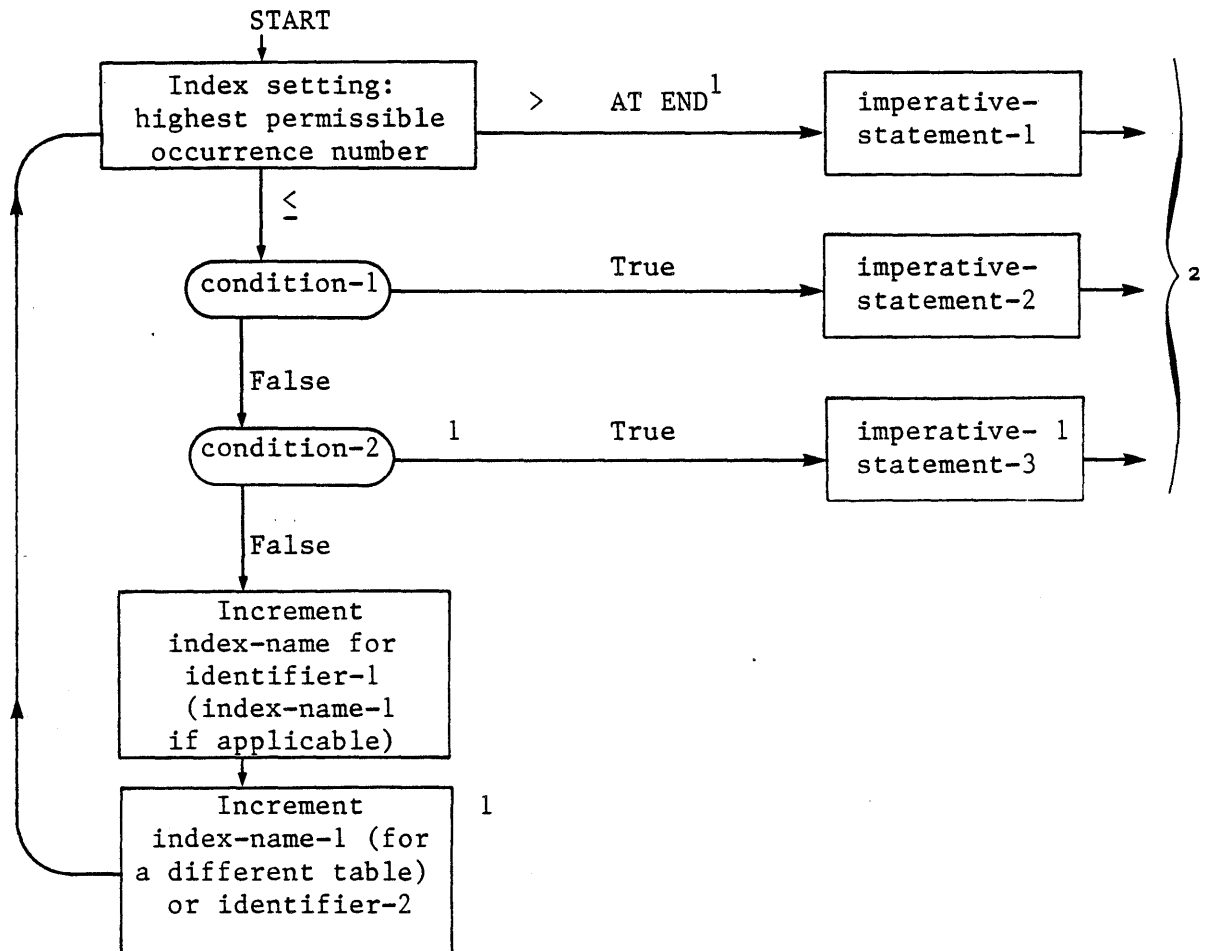 START
Index setting:
highest permissible
occurrence number
> AT END1
imperative-
statement-1
≤
condition-1
True
imperative-
statement-2
2
False
condition-2
1 True
imperative- 1
statement-3
False
Increment
index-name for
identifier-1
(index-name-1
if applicable)
Increment 1
index-name-1 (for
a different table)
or identifier-2